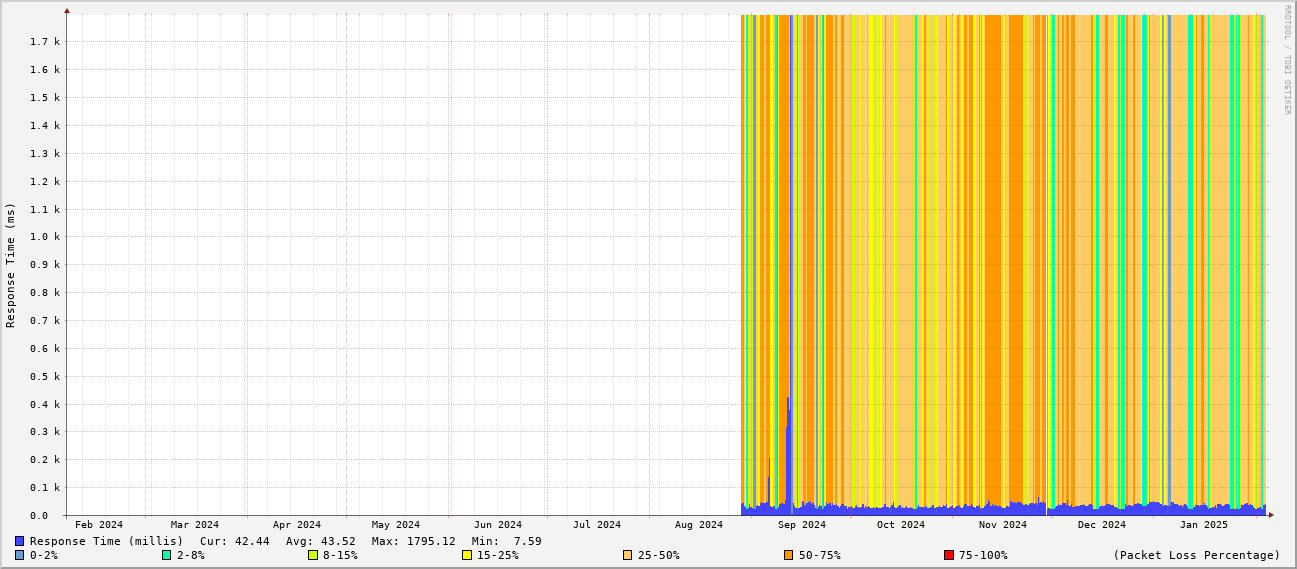 RRDTOOL / TOBI OETIKER
Response Time (ms)
1.7 k
1.6 k
1.5 k
1.4 k
1.3 k
1.2 k
1.1 k
1.0 k
0.9 k
0.8 k
0.7 k
0.6 k
0.5 k
0.4 k
0.3 k
0.2 k
0.1 k
0.0
Feb 2024 Mar 2024 Apr 2024 May 2024 Jun 2024 Jul 2024 Aug 2024 Sep 2024 Oct 2024 Nov 2024 Dec 2024 Jan 2025
Response Time (millis) Cur: 42.44 Avg: 43.52 Max: 1795.12 Min: 7.59
0-2% 2-8% 8-15% 15-25% 25-50% 50-75% 75-100% (Packet Loss Percentage)